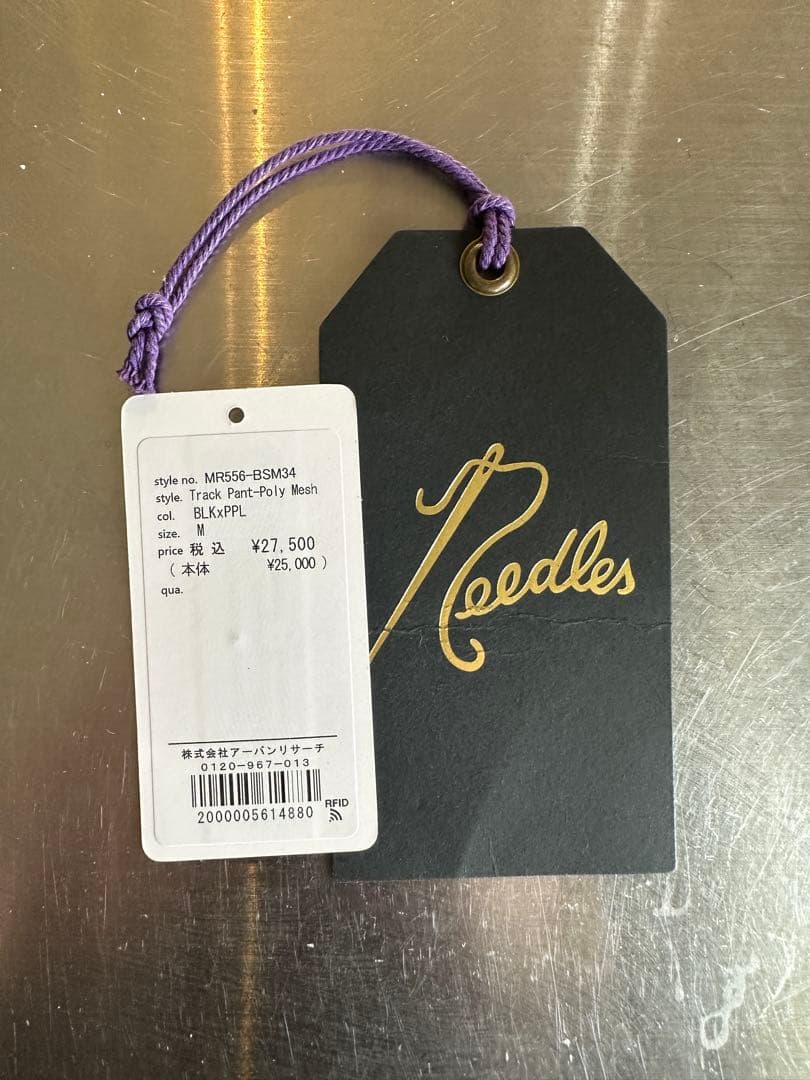 style no. MR556-BSM34
style. Track Pant-Poly Mesh
col. BLKxPPL
size. M
price 税込 ¥27,500
(本体 ¥25,000)
qua.
株式会社アーバンリサーチ
0120-967-013
RFID
2000005614880
Needles